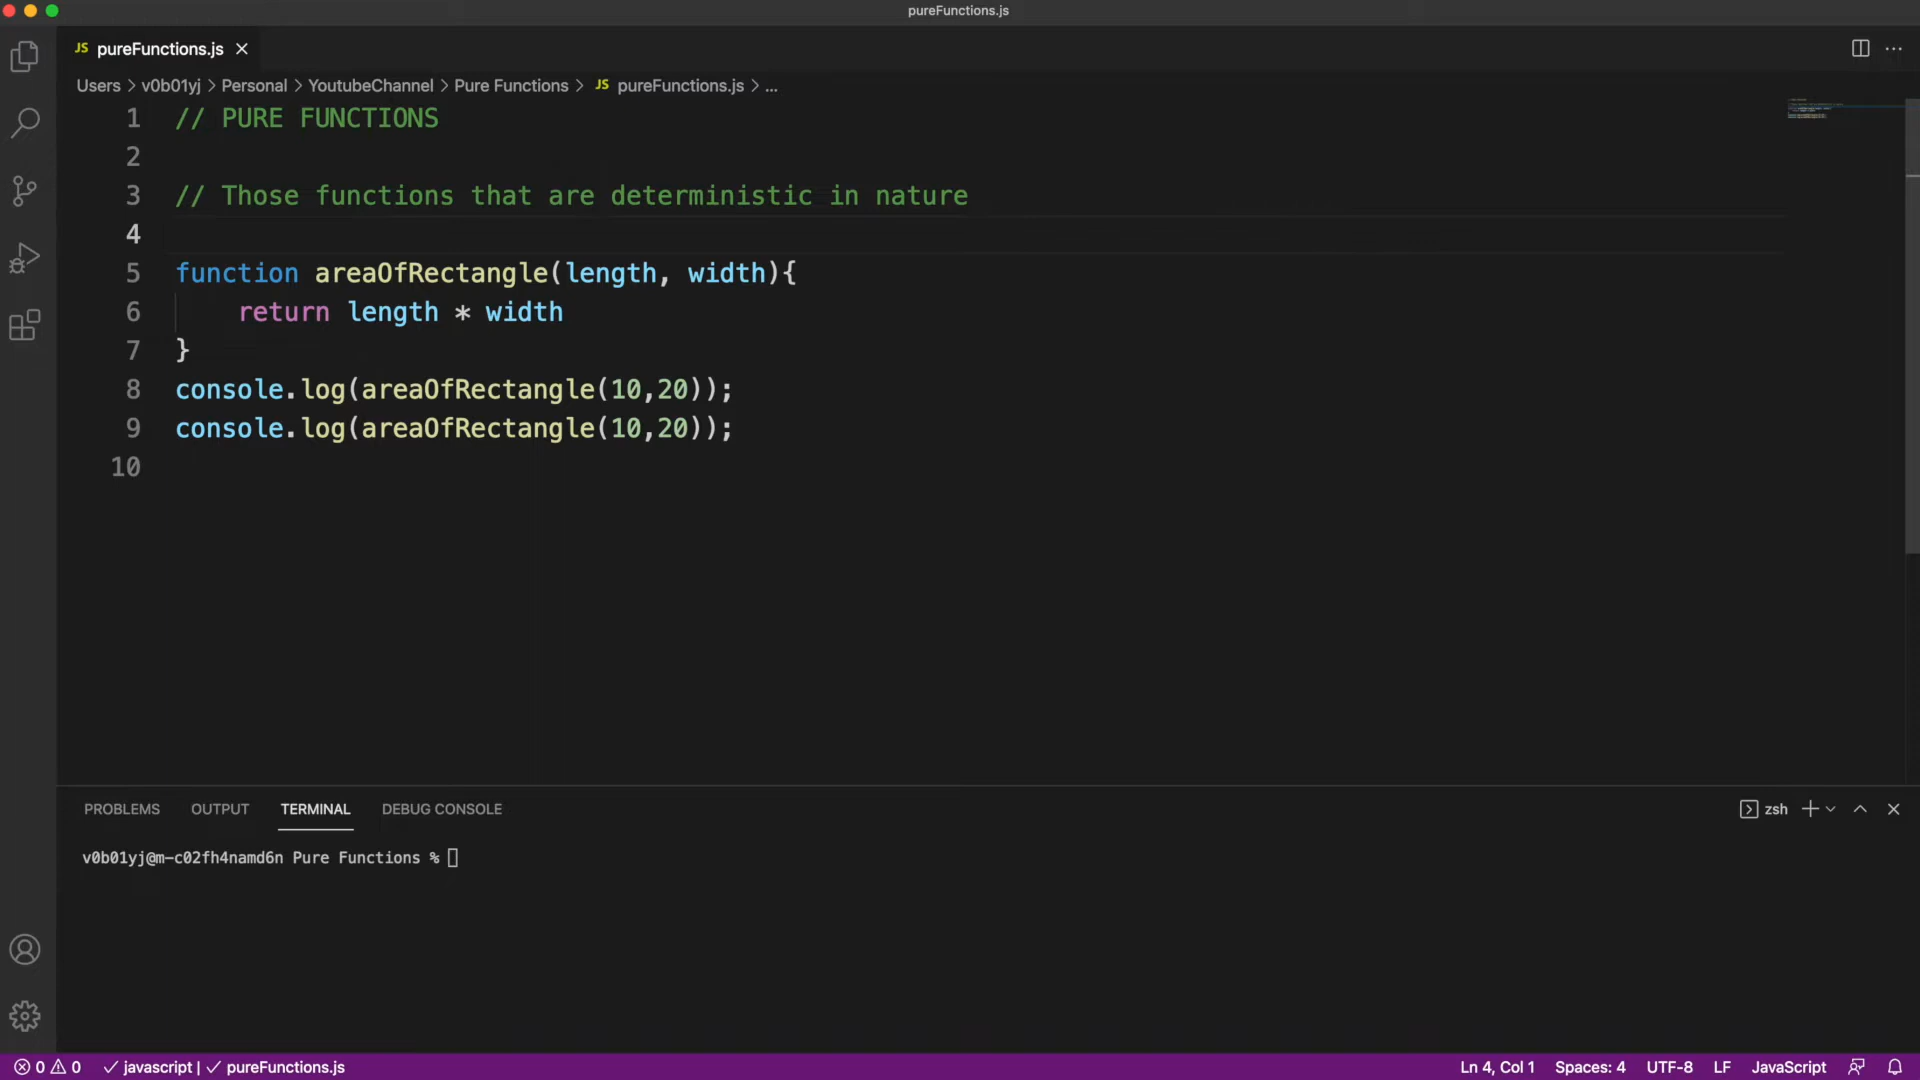 pureFunctions.js
JS pureFunctions.js
Users > v0b01yj > Personal > YoutubeChannel > Pure Functions > JS pureFunctions.js > ...
1 // PURE FUNCTIONS
2
3 // Those functions that are deterministic in nature
4
5 function areaOfRectangle(length, width){
6     return length * width
7 }
8 console.log(areaOfRectangle(10,20));
9 console.log(areaOfRectangle(10,20));
10
PROBLEMS OUTPUT TERMINAL DEBUG CONSOLE zsh
v0b01yj@m-c02fh4namd6n Pure Functions %
0 0 javascript | pureFunctions.js Ln 4, Col 1 Spaces: 4 UTF-8 LF JavaScript